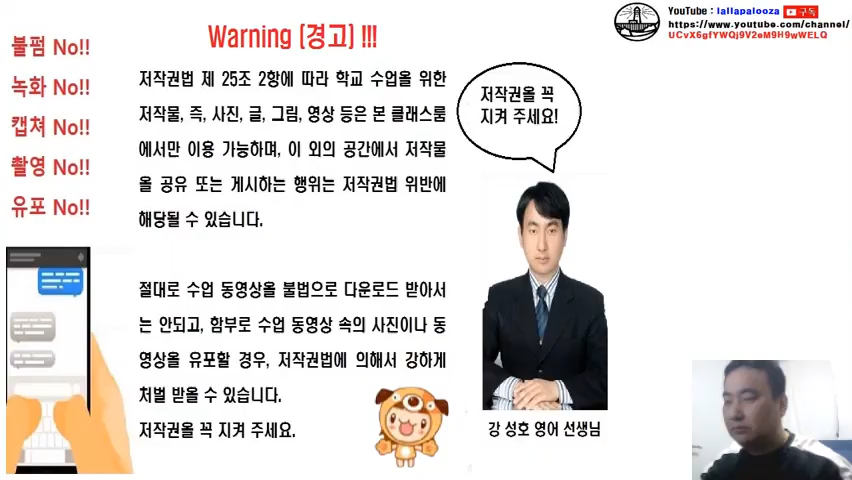 불펌 No!!
녹화 No!!
캡쳐 No!!
촬영 No!!
유포 No!!
Warning (경고) !!!
저작권법 제 25조 2항에 따라 학교 수업을 위한
저작물, 즉, 사진, 글, 그림, 영상 등은 본 클래스룸
에서만 이용 가능하며, 이 외의 공간에서 저작물
을 공유 또는 게시하는 행위는 저작권법 위반에
해당될 수 있습니다.
절대로 수업 동영상을 불법으로 다운로드 받아서
는 안되고, 함부로 수업 동영상 속의 사진이나 동
영상을 유포할 경우, 저작권법에 의해서 강하게
처벌 받을 수 있습니다.
저작권을 꼭 지켜 주세요.
저작권을 꼭
지켜 주세요!
강 성호 영어 선생님
YouTube : lallapalooza 구독
https://www.youtube.com/channel/
UCvX6gfYWQj9V2eM9H9wWELQ